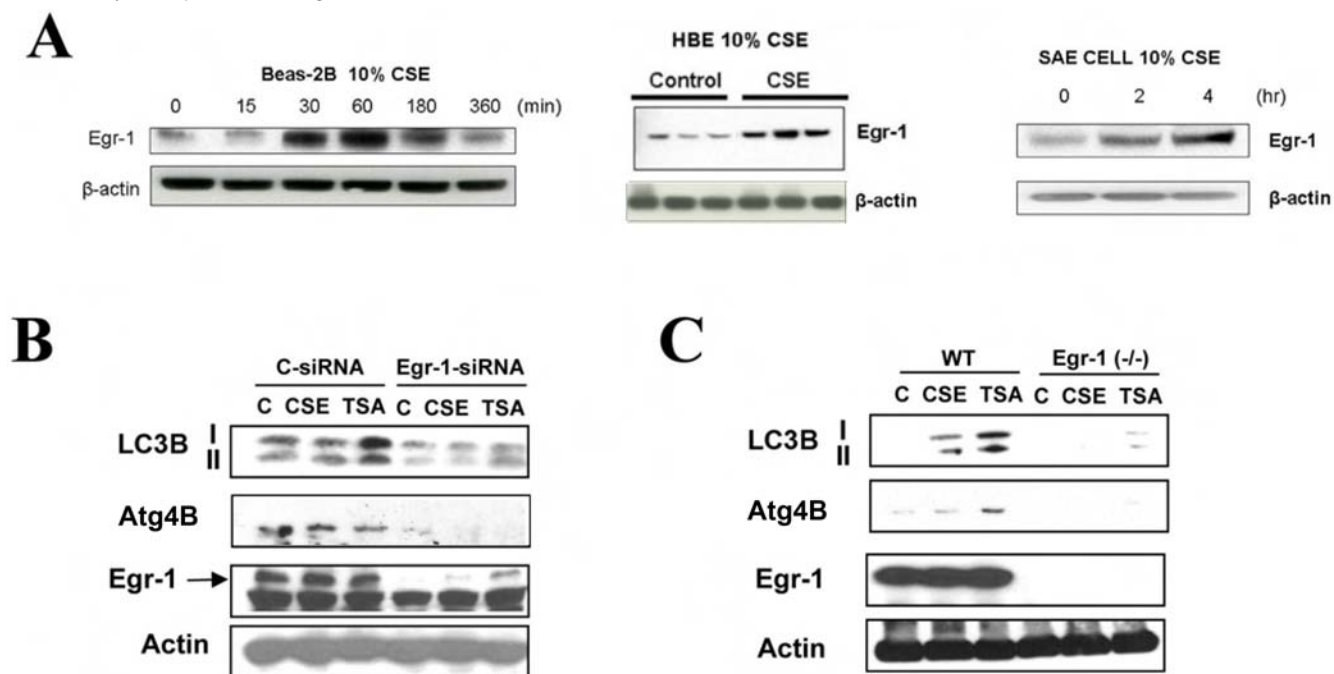 A
Beas-2B 10% CSE
0 15 30 60 180 360 (min)
Egr-1
β-actin
HBE 10% CSE
Control CSE
Egr-1
β-actin
SAE CELL 10% CSE
0 2 4 (hr)
Egr-1
β-actin
B
C-siRNA Egr-1-siRNA
C CSE TSA C CSE TSA
LC3B I
II
Atg4B
Egr-1
Actin
C
WT Egr-1 (-/-)
C CSE TSA C CSE TSA
LC3B I
II
Atg4B
Egr-1
Actin